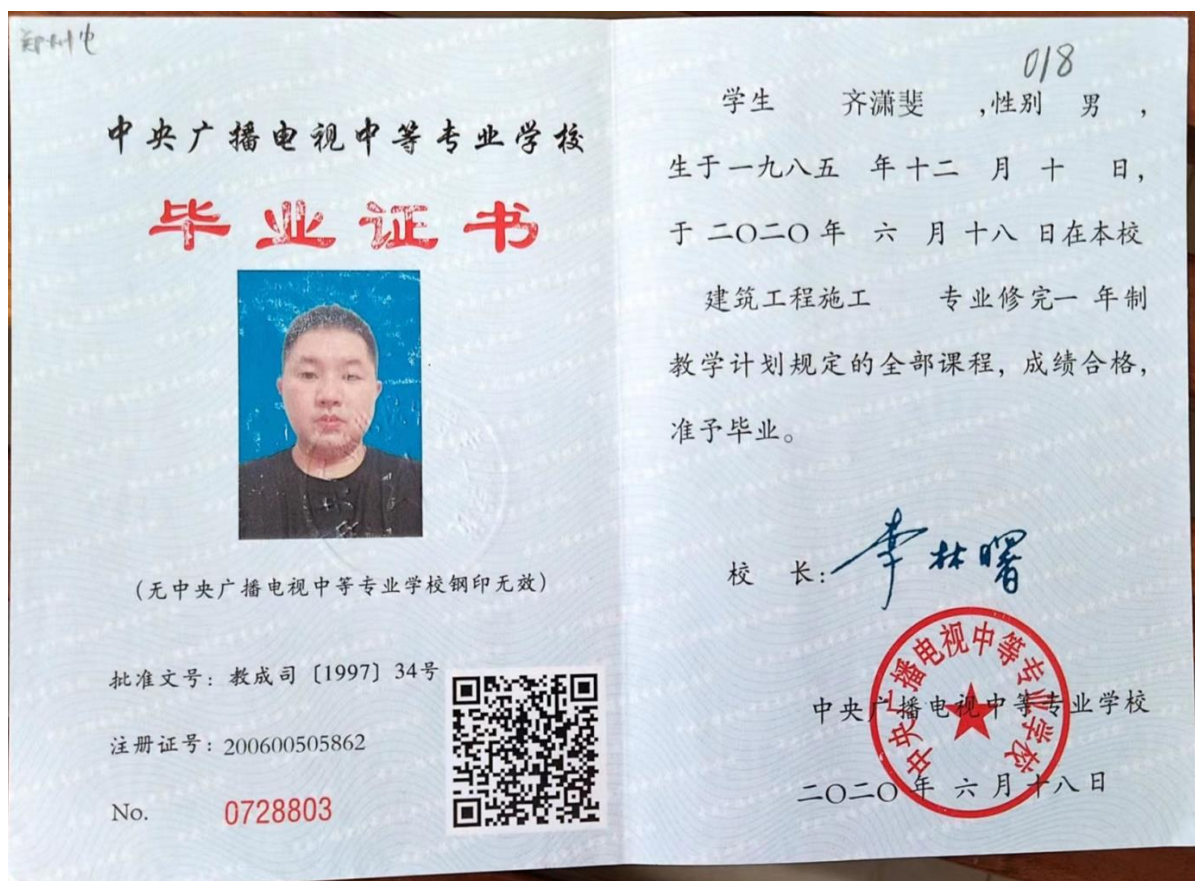 郑州电
中央广播电视中等专业学校
毕业证书
(无中央广播电视中等专业学校钢印无效)
批准文号：教成司〔1997〕34号
注册证号：200600505862
No. 0728803
018
学生 齐潇斐 ,性别 男 ,
生于一九八五 年十二 月 十 日,
于 二〇二〇 年 六 月 十八 日在本校
建筑工程施工 专业修完一 年制
教学计划规定的全部课程，成绩合格，
准予毕业。
校 长：李林曙
中央广播电视中等专业学校
中央广播电视中等专业学校
二〇二〇 年 六 月 十八日